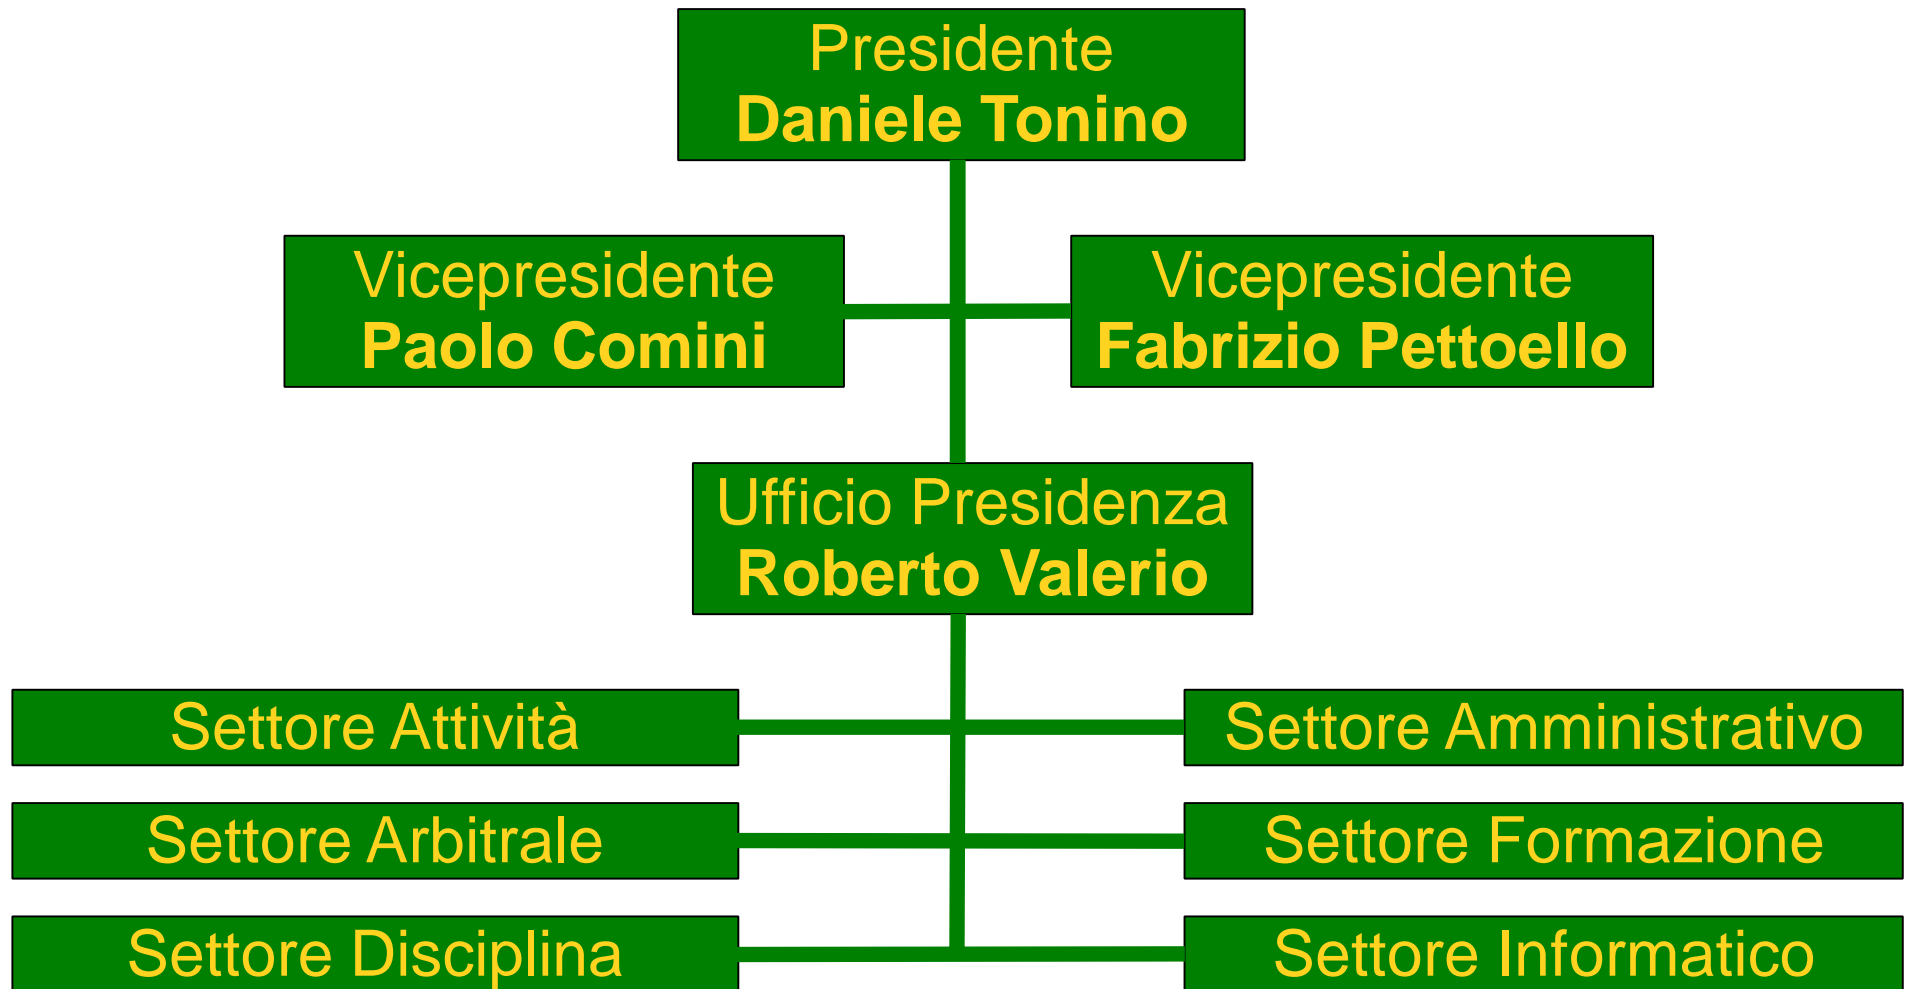 Presidente
Daniele Tonino
Vicepresidente
Paolo Comini
Vicepresidente
Fabrizio Pettoello
Ufficio Presidenza
Roberto Valerio
Settore Attività
Settore Amministrativo
Settore Arbitrale
Settore Formazione
Settore Disciplina
Settore Informatico